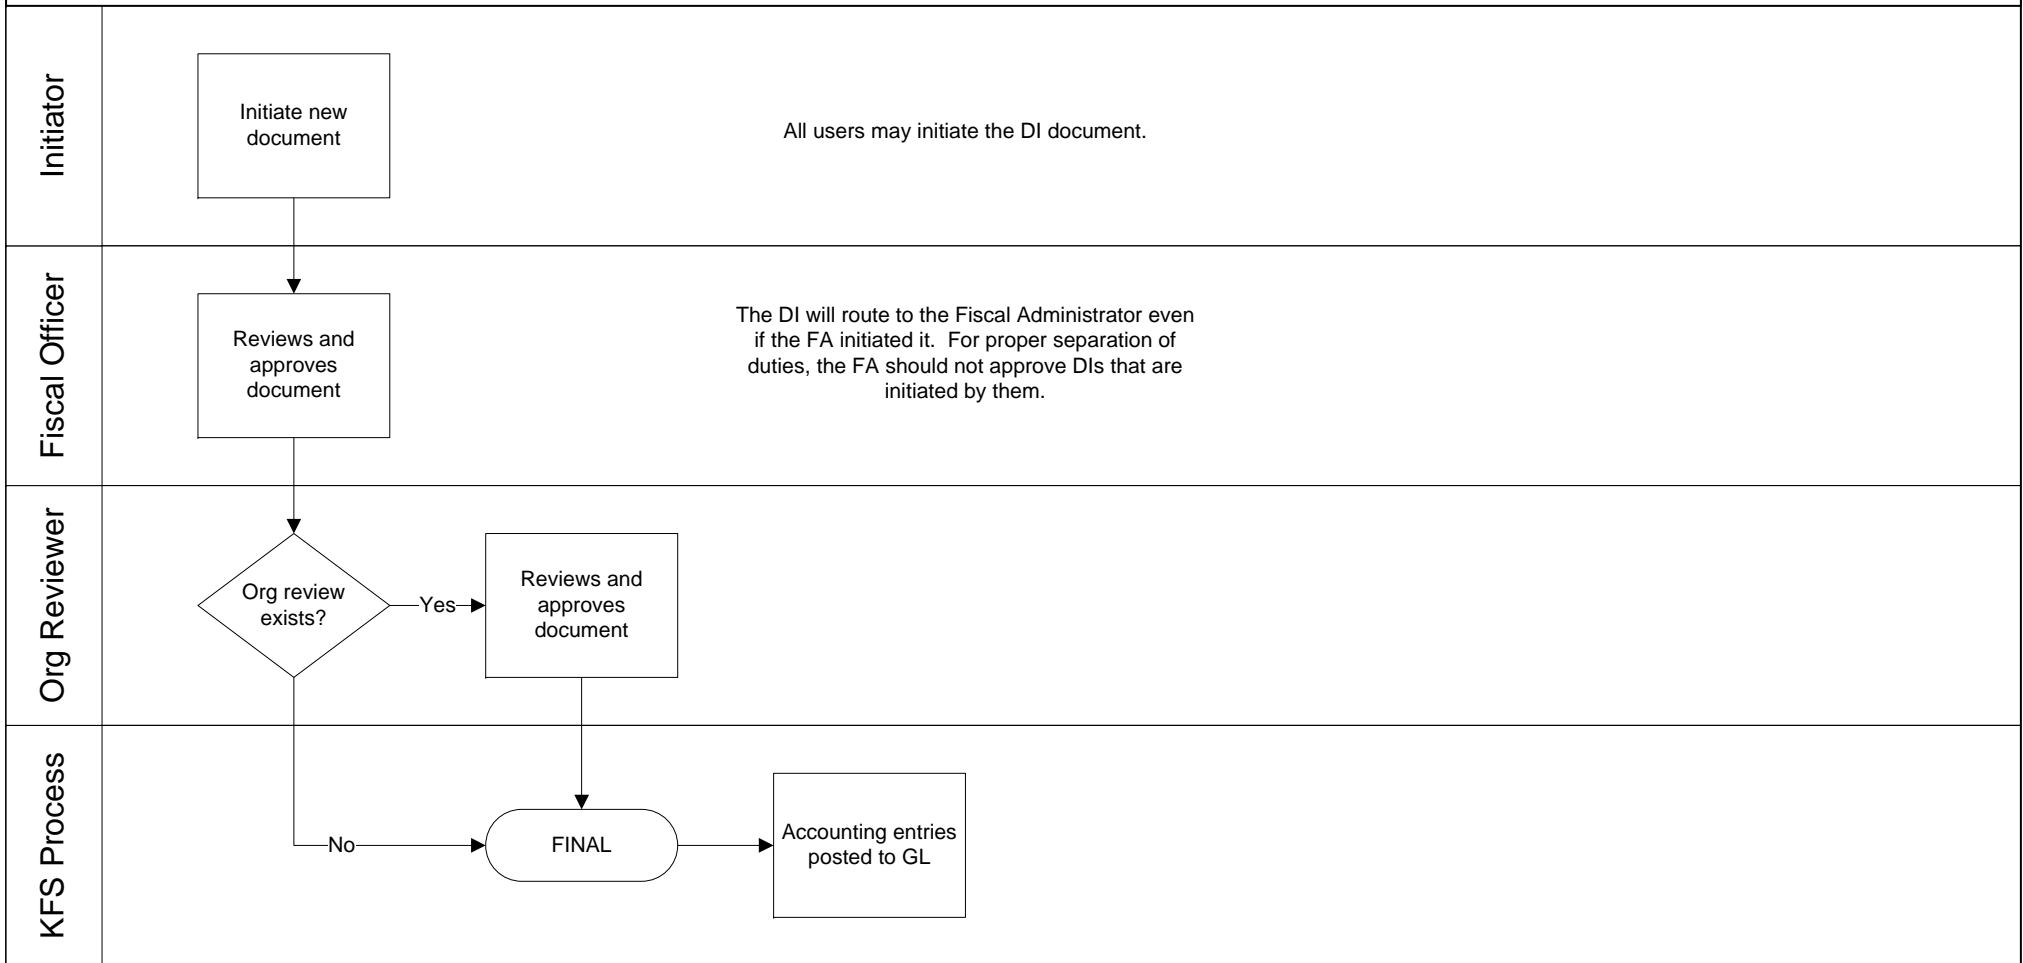 Initiator
Initiate new
document
All users may initiate the DI document.
Fiscal Officer
Reviews and
approves
document
The DI will route to the Fiscal Administrator even
if the FA initiated it.  For proper separation of
duties, the FA should not approve DIs that are
initiated by them.
Org Reviewer
Org review
exists?
Yes
Reviews and
approves
document
KFS Process
No
FINAL
Accounting entries
posted to GL